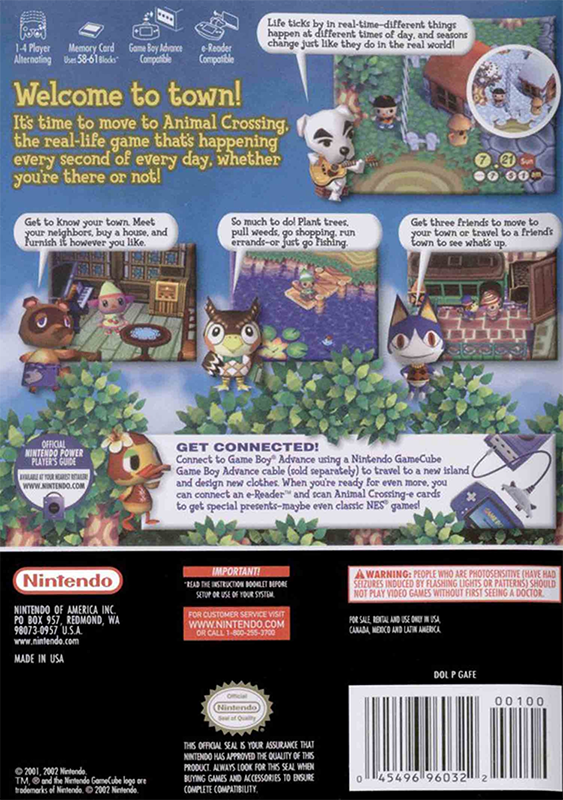 1-4 Player
Alternating
Memory Card
Uses 58-61 Blocks*
Game Boy Advance
Compatible
e-Reader
Compatible
Life ticks by in real-time–different things
happen at different times of day, and seasons
change just like they do in the real world!
Welcome to town!
It's time to move to Animal Crossing,
the real-life game that's happening
every second of every day, whether
you're there or not!
7 21 Sun
Get to know your town. Meet
your neighbors, buy a house, and
furnish it however you like.
So much to do! Plant trees,
pull weeds, go shopping, run
errands–or just go fishing.
Get three friends to move to
your town or travel to a friend's
town to see what's up.
OFFICIAL
NINTENDO POWER
PLAYER'S GUIDE
AVAILABLE AT YOUR NEAREST RETAILER!
WWW.NINTENDO.COM
GET CONNECTED!
Connect to Game Boy® Advance using a Nintendo GameCube
Game Boy Advance cable (sold separately) to travel to a new island
and design new clothes. When you're ready for even more, you
can connect an e-Reader™ and scan Animal Crossing-e cards
to get special presents–maybe even classic NES® games!
Nintendo
NINTENDO OF AMERICA INC.
PO BOX 957, REDMOND, WA
98073-0957 U.S.A.
www.nintendo.com
MADE IN USA
IMPORTANT!
*READ THE INSTRUCTION BOOKLET BEFORE
SETUP OR USE OF YOUR SYSTEM.
FOR CUSTOMER SERVICE VISIT
WWW.NINTENDO.COM
OR CALL 1-800-255-3700
WARNING: PEOPLE WHO ARE PHOTOSENSITIVE (HAVE HAD
SEIZURES INDUCED BY FLASHING LIGHTS OR PATTERNS) SHOULD
NOT PLAY VIDEO GAMES WITHOUT FIRST SEEING A DOCTOR.
FOR SALE, RENTAL AND USE ONLY IN USA,
CANADA, MEXICO AND LATIN AMERICA.
DOL P GAFE
Official
Nintendo
Seal of Quality
THIS OFFICIAL SEAL IS YOUR ASSURANCE THAT
NINTENDO HAS APPROVED THE QUALITY OF THIS
PRODUCT. ALWAYS LOOK FOR THIS SEAL WHEN
BUYING GAMES AND ACCESSORIES TO ENSURE
COMPLETE COMPATIBILITY.
© 2001, 2002 Nintendo.
TM, ® and the Nintendo GameCube logo are
trademarks of Nintendo. © 2002 Nintendo.
00100
0 45496 96032 2